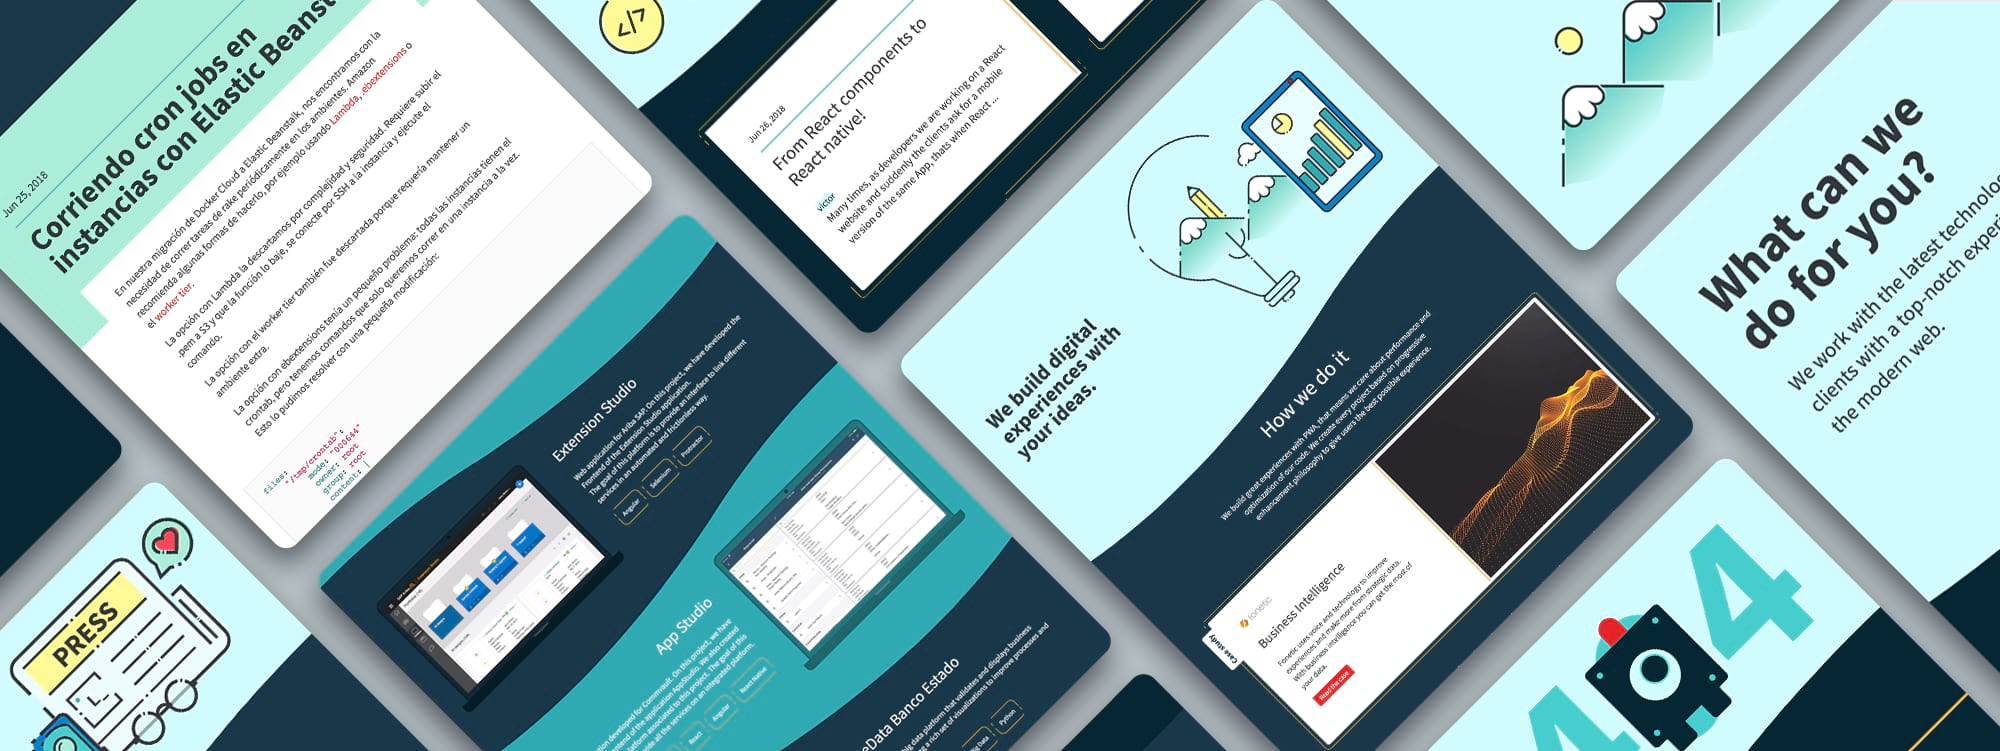 Jun 25, 2018
Corriendo cron jobs en
instancias con Elastic Beanst
En nuestra migración de Docker Cloud a Elastic Beanstalk, nos encontramos con la
necesidad de correr tareas de rake periódicamente en los ambientes. Amazon
recomienda algunas formas de hacerlo, por ejemplo usando Lambda, .ebextensions o
el worker tier.
La opción con Lambda la descartamos por complejidad y seguridad. Requiere subir el
.pem a S3 y que la función lo baje, se conecte por SSH a la instancia y ejecute el
comando.
La opción con el worker tier también fue descartada porque requería mantener un
ambiente extra.
La opción con ebextensions tenía un pequeño problema: todas las instancias tienen el
crontab, pero tenemos comandos que solo queremos correr en una instancia a la vez.
Esto lo pudimos resolver con una pequeña modificación:
files:
"/tmp/crontab":
mode: "000644"
owner: root
group: root
content: |
PRESS
</>
Jun 26, 2018
From React components to
React native!
victor
Many times, as developers we are working on a React
website and suddenly the clients ask for a mobile
version of the same App, thats when React ...
Extension Studio
Web application for Ariba SAP. On this project, we have developed the
Frontend of the Extension Studio application.
The goal of this platform is to provide an interface to link different
services in an automated and frictionless way.
Angular
Selenium
Protractor
App Studio
tion developed for Commvault. On this project, we have
ntend of the application AppStudio. We also created
tform associated to this project. The goal of this
vide all the services on an integrated platform.
React
Angular
React Native
eData Banco Estado
big data platform that validates and displays business
g a rich set of visualizations to improve processes and
Big Data
Python
We build digital
experiences with
your ideas.
How we do it
We build great experiences with PWA, that means we care about performance and
optimization of our code. We create every project based on progressive
enhancement philosophy to give users the best possible experience.
Case study
fonetic
Business Intelligence
Fonetic uses voice and technology to improve
experiences and make more from strategic data.
With business intelligence you can get the most of
your data.
Read the case
What can we
do for you?
We work with the latest technolo
clients with a top-notch experi
the modern web.
4
4